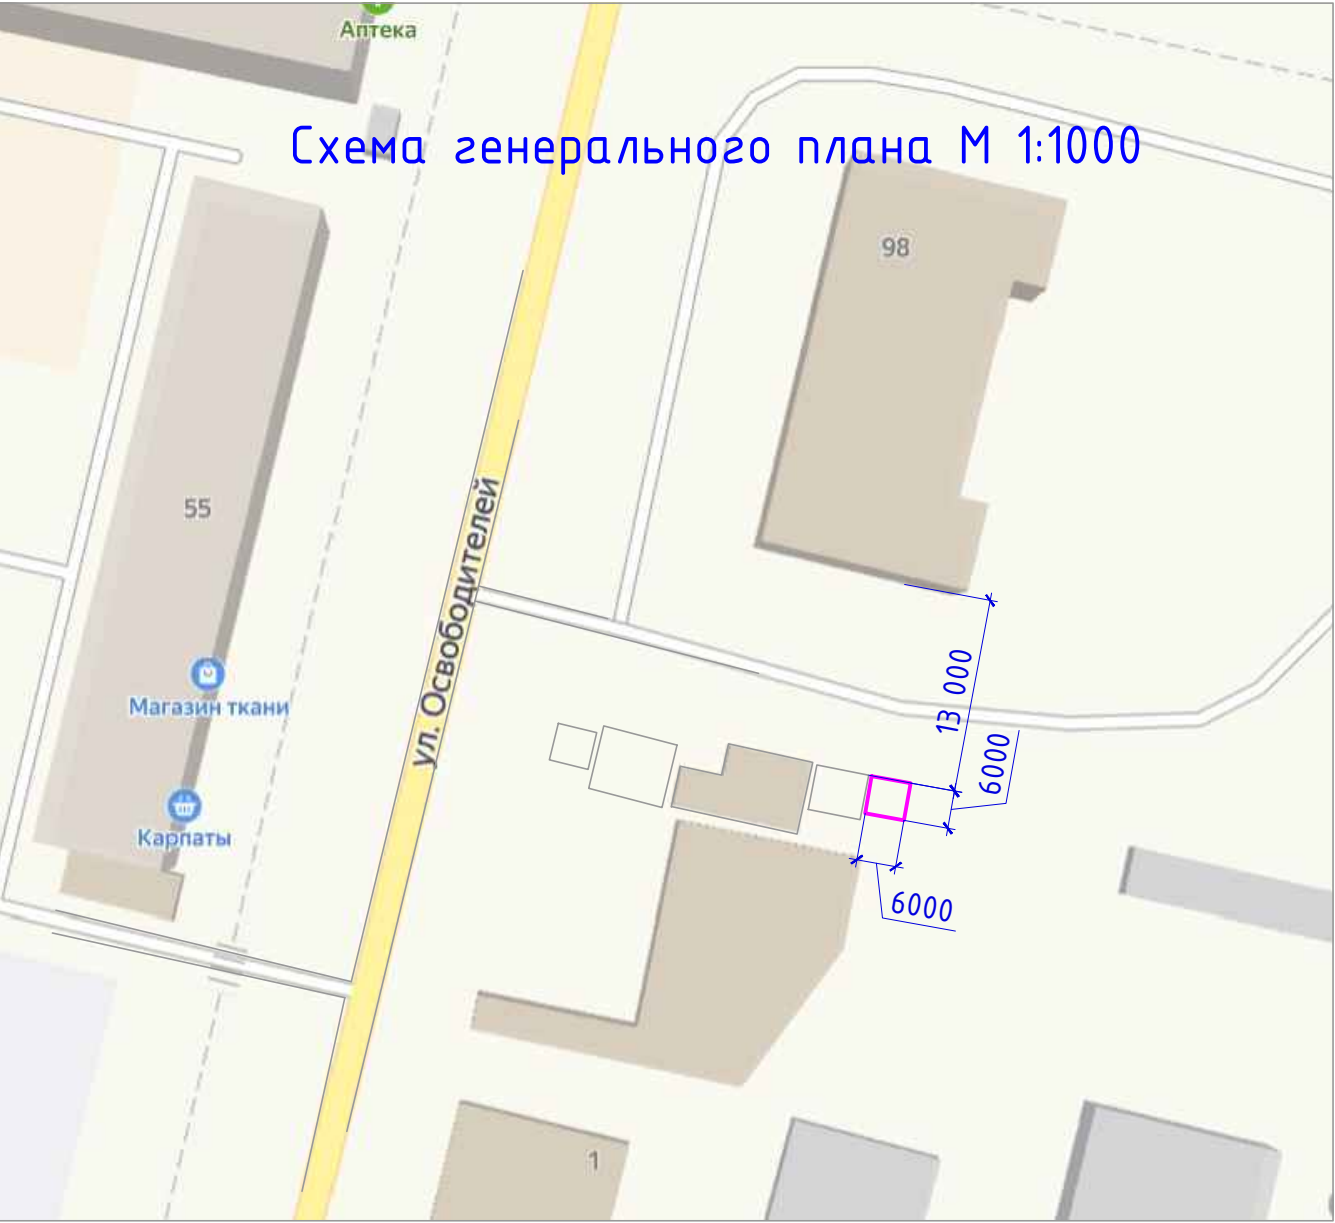 Аптека
Схема генерального плана М 1:1000
98
55
ул. Освободителей
Магазин ткани
13 000
6000
Карпаты
6000
1